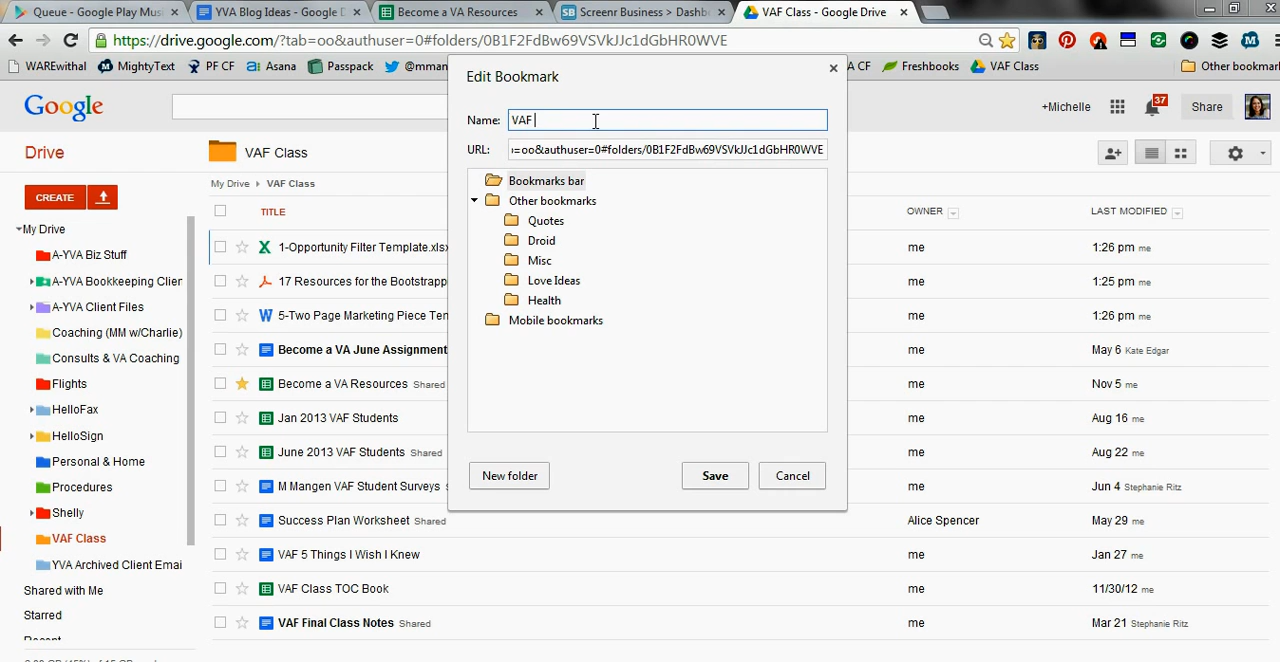 Queue - Google Play Mus
YVA Blog Ideas - Google D
Become a VA Resources
Screenr Business > Dashb
VAF Class - Google Drive
https://drive.google.com/?tab=oo&authuser=0#folders/0B1F2FdBw69VSVkJJc1dGbHR0WVE
WAREwithal
MightyText
PF CF
Asana
Passpack
@mman
A CF
Freshbooks
VAF Class
Other bookmar
Edit Bookmark
Name: VAF
URL: =oo&authuser=0#folders/0B1F2FdBw69VSVkJJc1dGbHR0WVE
Bookmarks bar
Other bookmarks
Quotes
Droid
Misc
Love Ideas
Health
Mobile bookmarks
New folder
Save
Cancel
Google
+Michelle
37
Share
Drive
VAF Class
My Drive
VAF Class
CREATE
TITLE
OWNER
LAST MODIFIED
My Drive
A-YVA Biz Stuff
A-YVA Bookkeeping Clier
A-YVA Client Files
Coaching (MM w/Charlie)
Consults & VA Coaching
Flights
HelloFax
HelloSign
Personal & Home
Procedures
Shelly
VAF Class
YVA Archived Client Emai
Shared with Me
Starred
1-Opportunity Filter Template.xlsx
me
1:26 pm me
17 Resources for the Bootstrapp
me
1:25 pm me
5-Two Page Marketing Piece Ten
me
1:26 pm me
Become a VA June Assignment
me
May 6 Kate Edgar
Become a VA Resources Shared
me
Nov 5 me
Jan 2013 VAF Students
me
Aug 16 me
June 2013 VAF Students Shared
me
Aug 22 me
M Mangen VAF Student Surveys
me
Jun 4 Stephanie Ritz
Success Plan Worksheet Shared
Alice Spencer
May 29 me
VAF 5 Things I Wish I Knew
me
Jan 27 me
VAF Class TOC Book
me
11/30/12 me
VAF Final Class Notes Shared
me
Mar 21 Stephanie Ritz